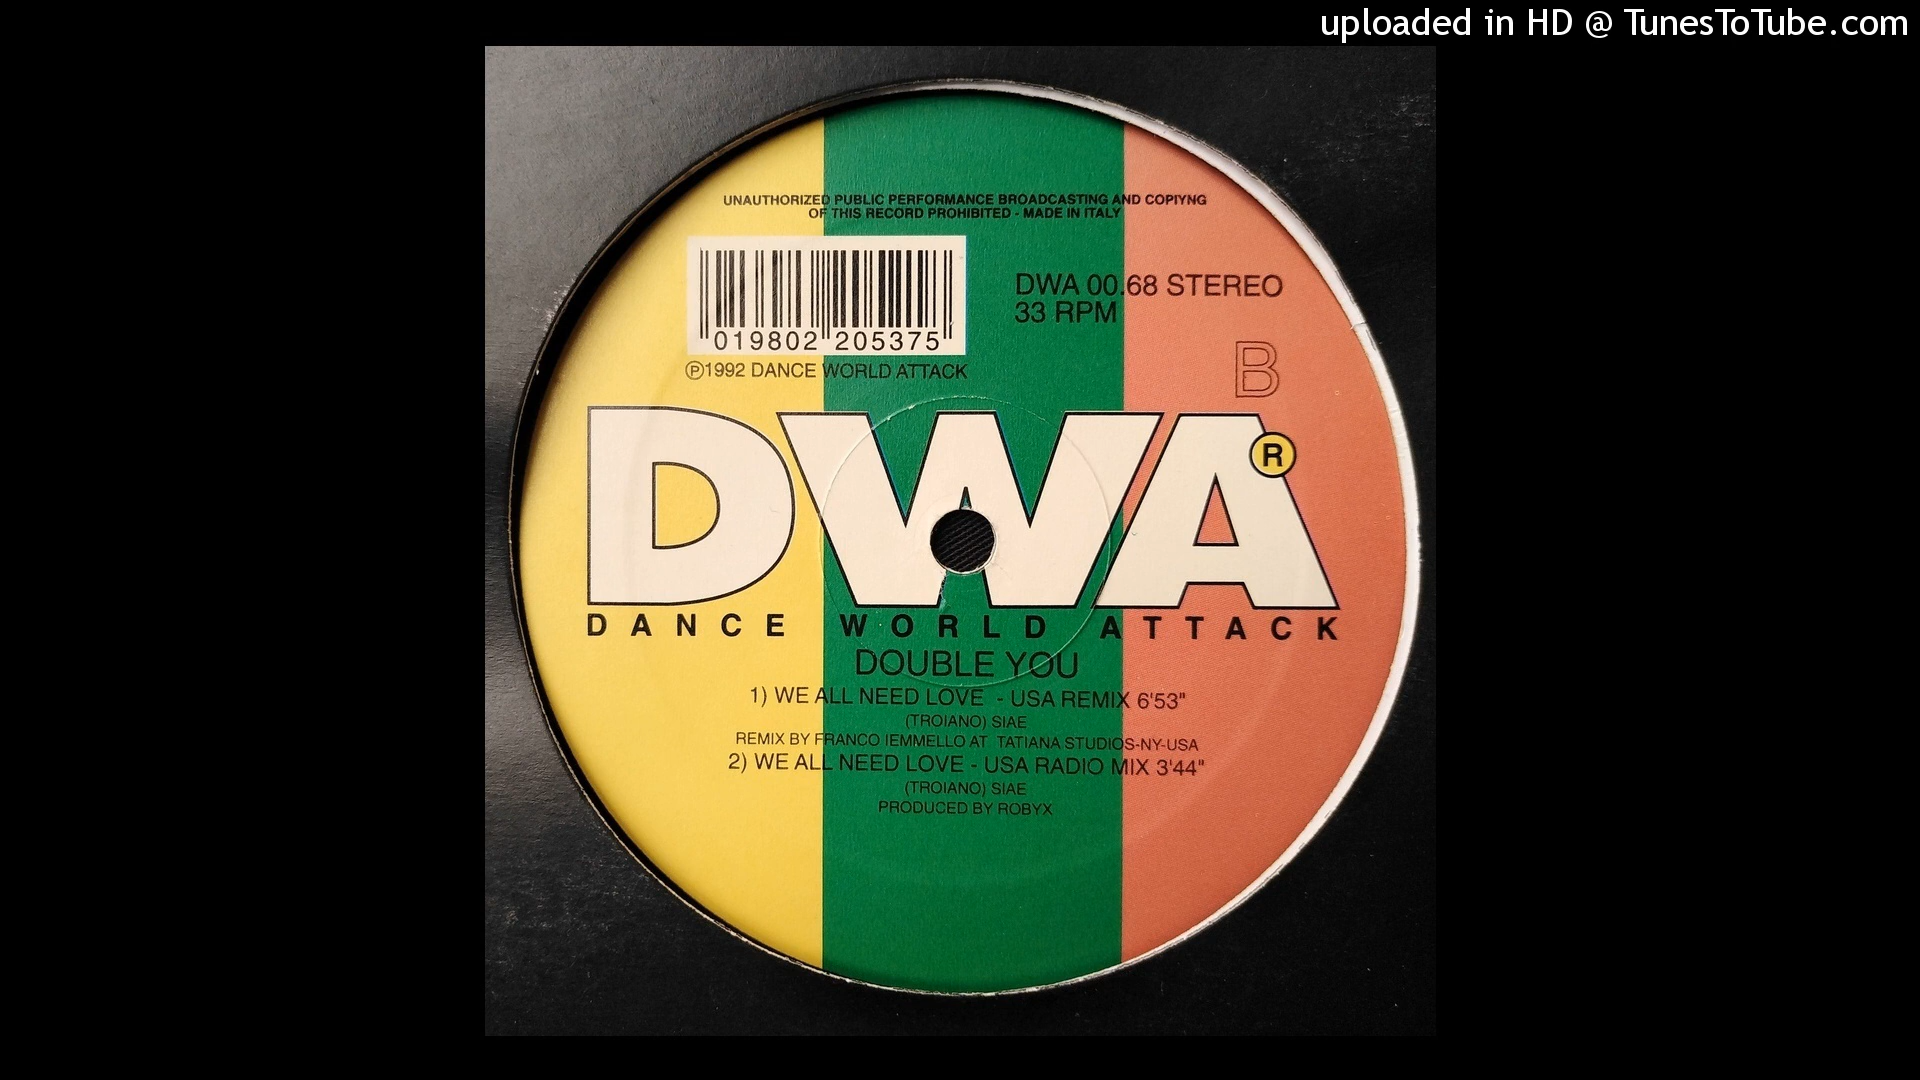 uploaded in HD @ TunesToTube.com
UNAUTHORIZED PUBLIC PERFORMANCE BROADCASTING AND COPIYNG
OF THIS RECORD PROHIBITED - MADE IN ITALY
019802 205375
℗1992 DANCE WORLD ATTACK
DWA 00.68 STEREO
33 RPM
B
DWA
R
DANCE WORLD ATTACK
DOUBLE YOU
1) WE ALL NEED LOVE - USA REMIX 6'53"
(TROIANO) SIAE
REMIX BY FRANCO IEMMELLO AT TATIANA STUDIOS-NY-USA
2) WE ALL NEED LOVE - USA RADIO MIX 3'44"
(TROIANO) SIAE
PRODUCED BY ROBYX